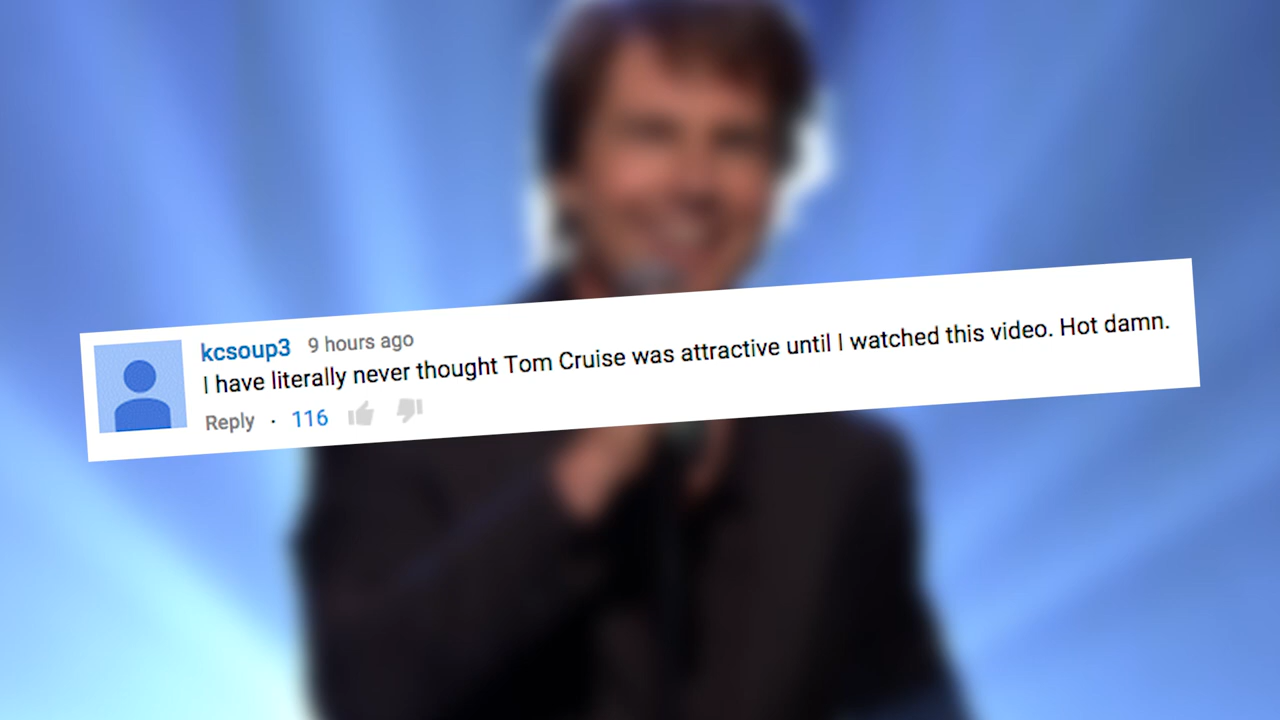 kcsoup3 9 hours ago
I have literally never thought Tom Cruise was attractive until I watched this video. Hot damn.
Reply · 116